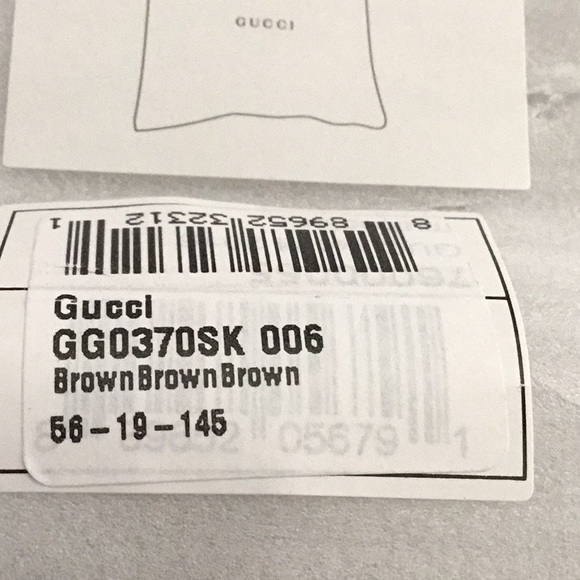 GUCCI
8 89652 32312 1
Gucci
GG0370SK 006
BrownBrownBrown
56-19-145
05679 1